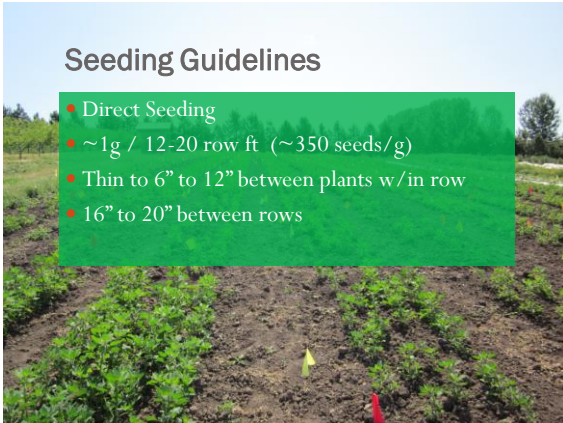 Seeding Guidelines
• Direct Seeding
• ~1g / 12-20 row ft  (~350 seeds/g)
• Thin to 6” to 12” between plants w/in row
• 16” to 20” between rows